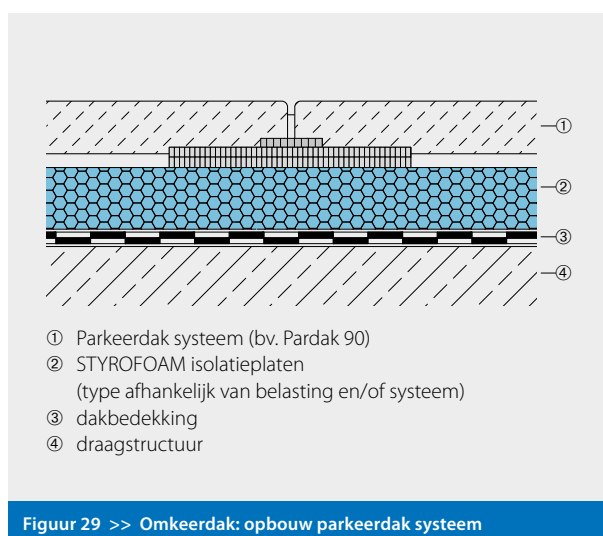 ①
②
③
④
① Parkeerdak systeem (bv. Pardak 90)
② STYROFOAM isolatieplaten
(type afhankelijk van belasting en/of systeem)
③ dakbedekking
④ draagstructuur
Figuur 29 >> Omkeerdak: opbouw parkeerdak systeem